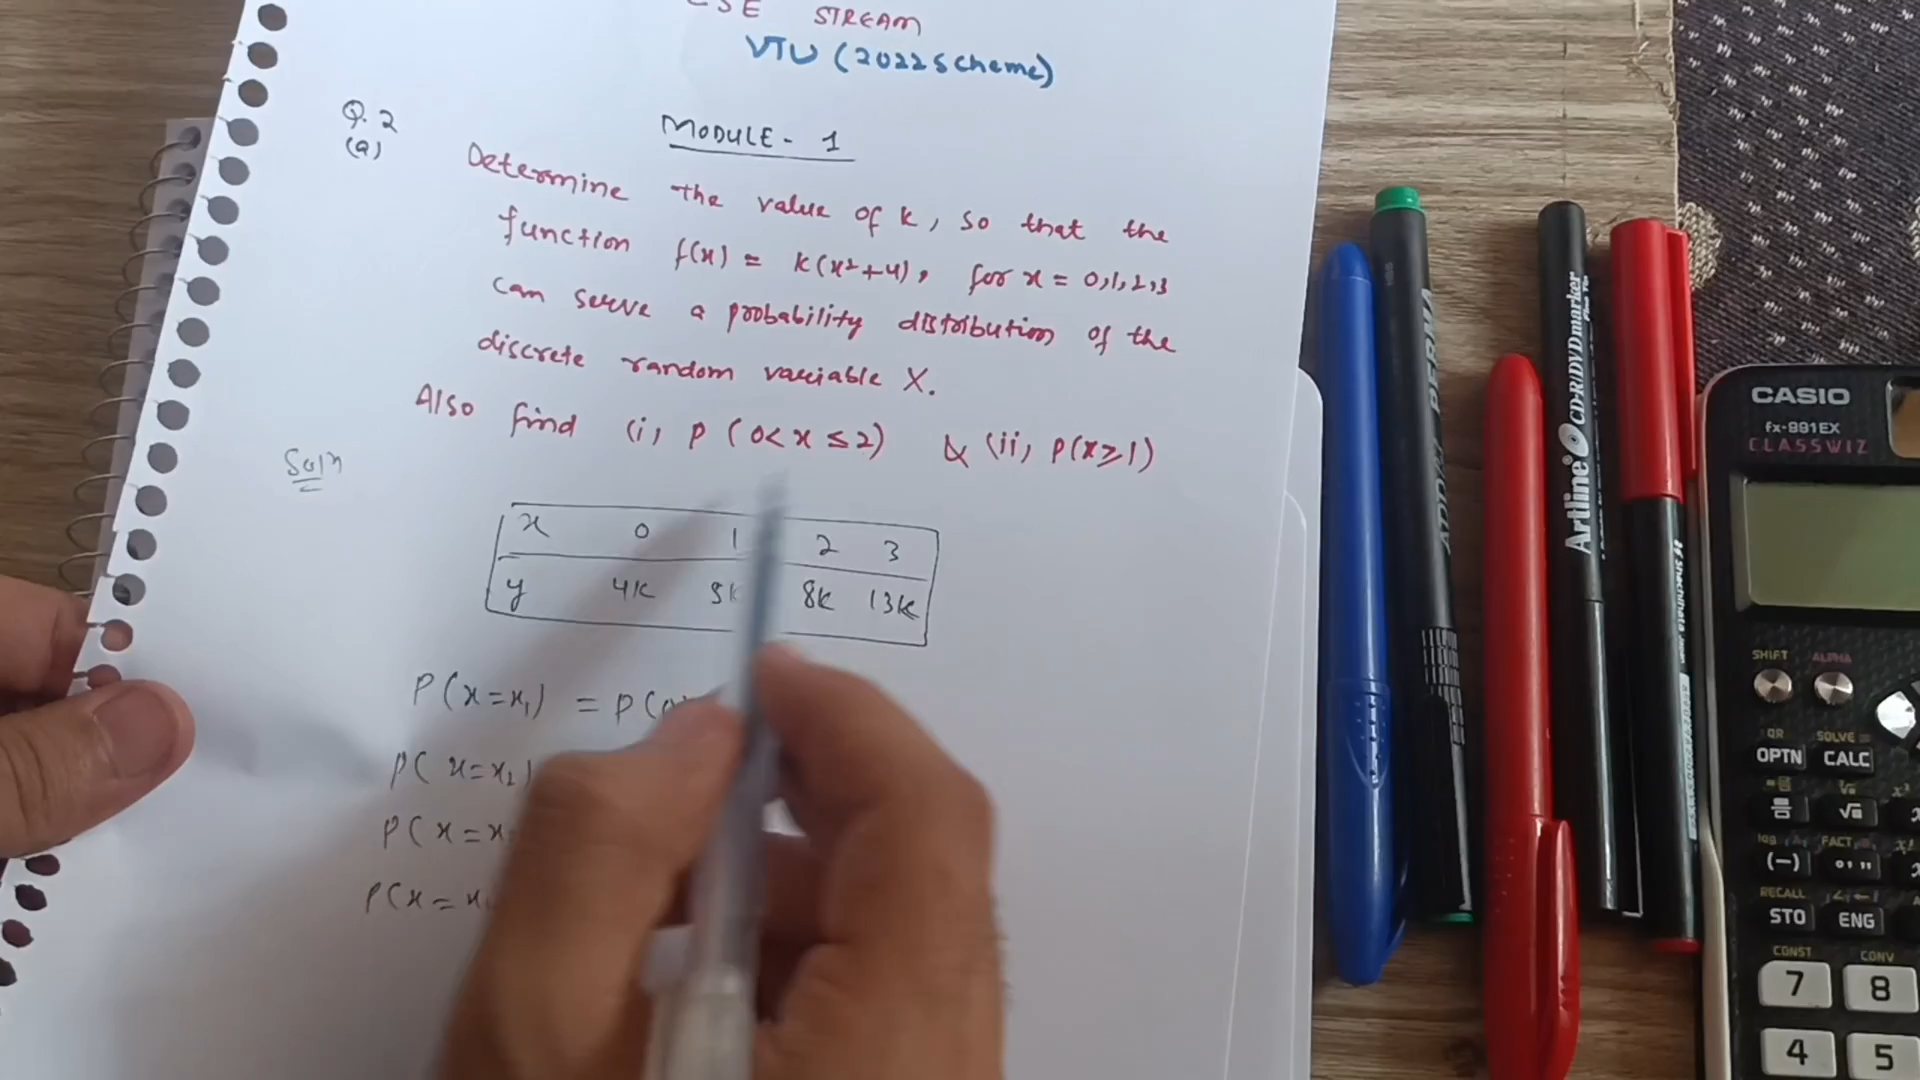 STREAM
VTU (2022 Scheme)
Q.2
(a)
MODULE - 1
Determine the value of k, so that the
function f(x) = k(x²+4), for x = 0,1,2,3
can serve a probability distribution of the
discrete random variable X.
Also find (i, P (0<x≤2) & (ii, P(x≥1)
Soln
x 0 1 2 3
y 4k 5k 8k 13k
P(x=x₁) = P(
P(x=x₂)
P(x=x
P(x=x
CASIO
fx-991EX
CLASSWIZ
Artline CD-R/DVD marker
SHIFT ALPHA
QR SOLVE =
OPTN CALC
log FACT x!
(−)
RECALL
STO ENG
CONST CONV
7 8
4 5